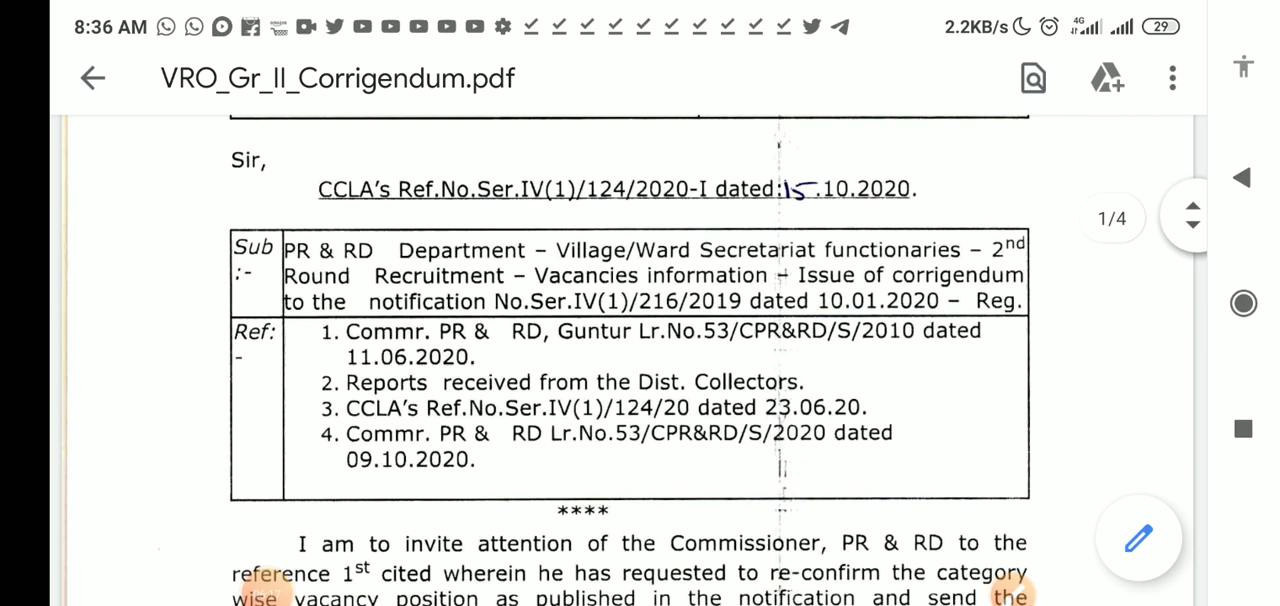 8:36 AM 2.2KB/s 4G 29
VRO_Gr_II_Corrigendum.pdf
Sir,
CCLA's Ref.No.Ser.IV(1)/124/2020-I dated:15.10.2020.
1/4
Sub PR & RD Department – Village/Ward Secretariat functionaries – 2nd
:- Round Recruitment – Vacancies information – Issue of corrigendum
to the notification No.Ser.IV(1)/216/2019 dated 10.01.2020 – Reg.
Ref: 1. Commr. PR & RD, Guntur Lr.No.53/CPR&RD/S/2010 dated
- 11.06.2020.
2. Reports received from the Dist. Collectors.
3. CCLA's Ref.No.Ser.IV(1)/124/20 dated 23.06.20.
4. Commr. PR & RD Lr.No.53/CPR&RD/S/2020 dated
09.10.2020.
****
I am to invite attention of the Commissioner, PR & RD to the
reference 1st cited wherein he has requested to re-confirm the category
wise vacancy position as published in the notification and send the